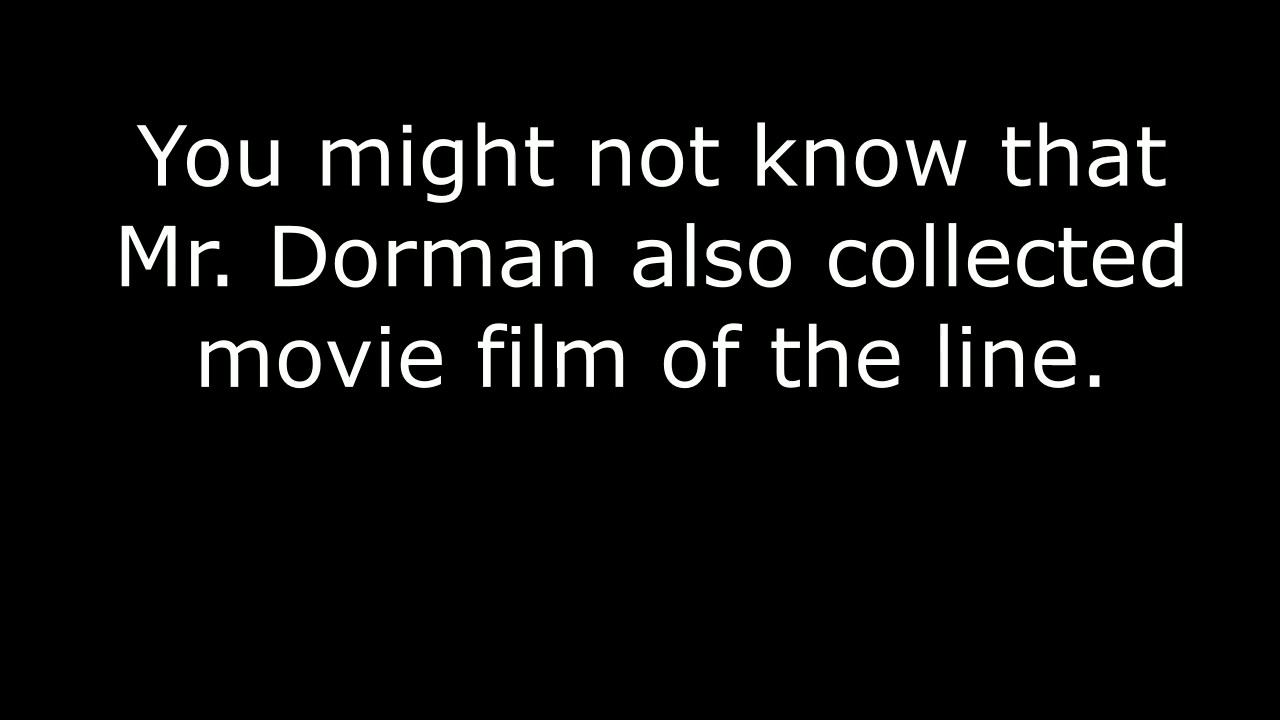 You might not know that
Mr. Dorman also collected
movie film of the line.